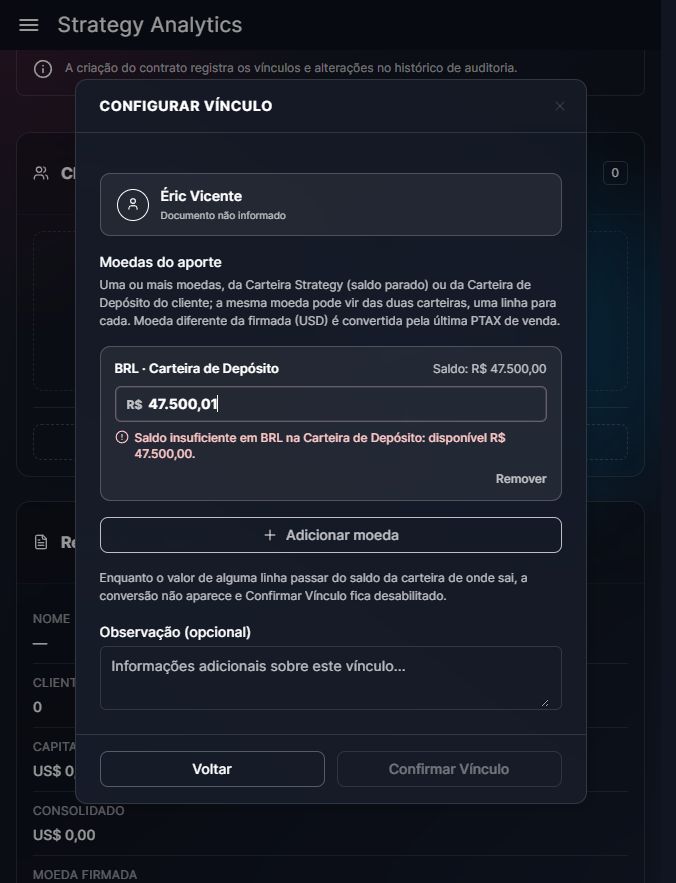 Strategy Analytics
A criação do contrato registra os vínculos e alterações no histórico de auditoria.
CONFIGURAR VÍNCULO
0
Éric Vicente
Documento não informado
Moedas do aporte
Uma ou mais moedas, da Carteira Strategy (saldo parado) ou da Carteira de
Depósito do cliente; a mesma moeda pode vir das duas carteiras, uma linha para
cada. Moeda diferente da firmada (USD) é convertida pela última PTAX de venda.
BRL · Carteira de Depósito
Saldo: R$ 47.500,00
R$ 47.500,01
Saldo insuficiente em BRL na Carteira de Depósito: disponível R$
47.500,00.
Remover
+ Adicionar moeda
Enquanto o valor de alguma linha passar do saldo da carteira de onde sai, a
conversão não aparece e Confirmar Vínculo fica desabilitado.
Observação (opcional)
Informações adicionais sobre este vínculo...
Voltar
Confirmar Vínculo
NOME
—
CLIENT
0
CAPITA
US$ 0,
CONSOLIDADO
US$ 0,00
MOEDA FIRMADA